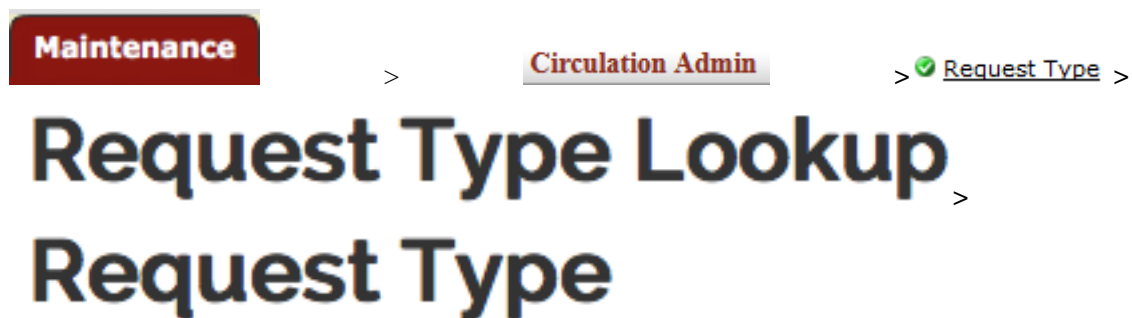 Maintenance > Circulation Admin > Request Type >
Request Type Lookup >
Request Type